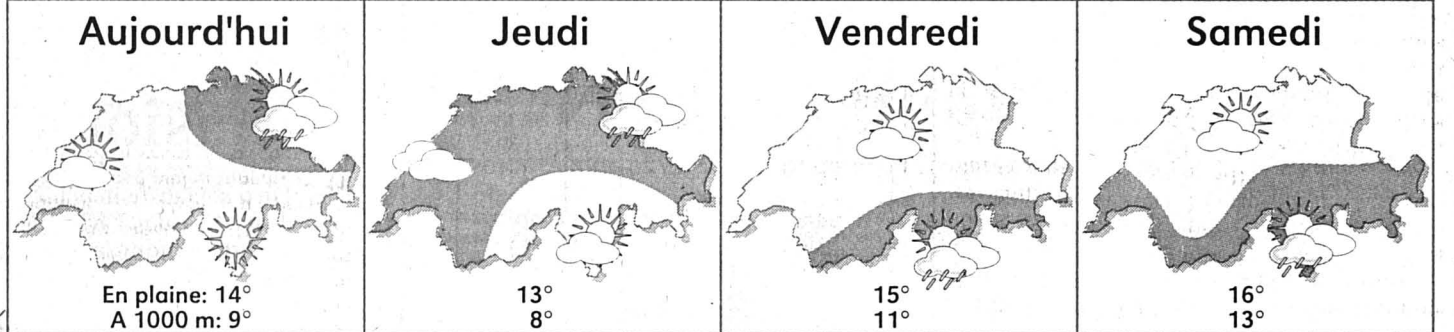 Aujourd'hui
En plaine: 14°
A 1000 m: 9°
Jeudi
13°
8°
Vendredi
15°
11°
Samedi
16°
13°